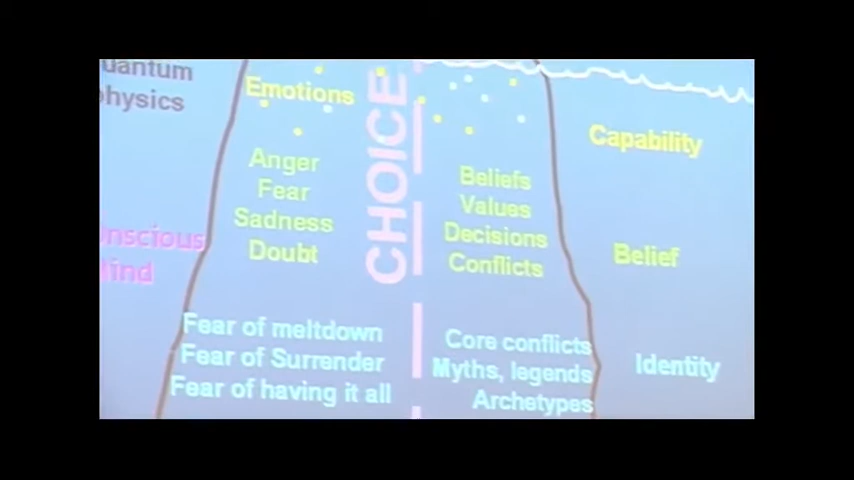 uantum
physics
Emotions
CHOICE
Capability
Anger
Fear
Sadness
Doubt
Beliefs
Values
Decisions
Conflicts
nscious
Mind
Belief
Fear of meltdown
Fear of Surrender
Fear of having it all
Core conflicts
Myths, legends
Archetypes
Identity